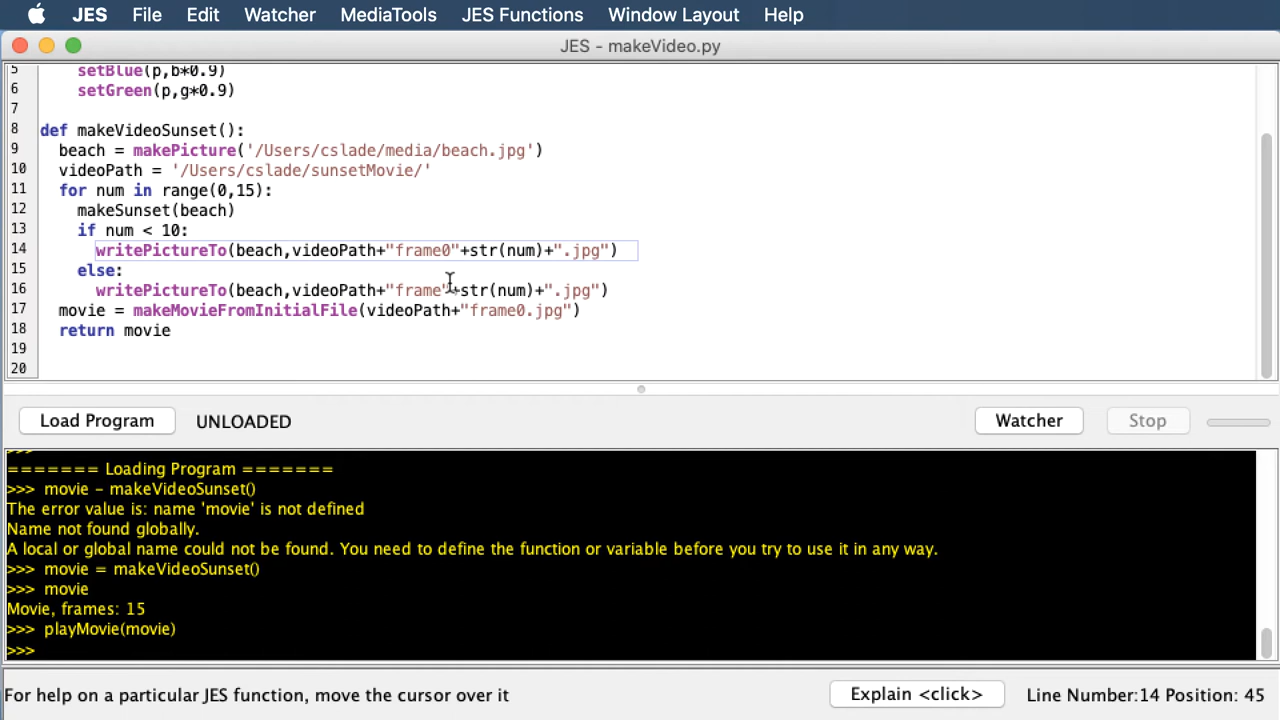 JES File Edit Watcher MediaTools JES Functions Window Layout Help
JES - makeVideo.py
5 setBlue(p,b*0.9)
6 setGreen(p,g*0.9)
7
8 def makeVideoSunset():
9 beach = makePicture('/Users/cslade/media/beach.jpg')
10 videoPath = '/Users/cslade/sunsetMovie/'
11 for num in range(0,15):
12 makeSunset(beach)
13 if num < 10:
14 writePictureTo(beach,videoPath+"frame0"+str(num)+".jpg")
15 else:
16 writePictureTo(beach,videoPath+"frame"+str(num)+".jpg")
17 movie = makeMovieFromInitialFile(videoPath+"frame0.jpg")
18 return movie
19
20
Load Program UNLOADED Watcher Stop
>>>
======= Loading Program =======
>>> movie - makeVideoSunset()
The error value is: name 'movie' is not defined
Name not found globally.
A local or global name could not be found. You need to define the function or variable before you try to use it in any way.
>>> movie = makeVideoSunset()
>>> movie
Movie, frames: 15
>>> playMovie(movie)
>>>
For help on a particular JES function, move the cursor over it Explain <click> Line Number:14 Position: 45